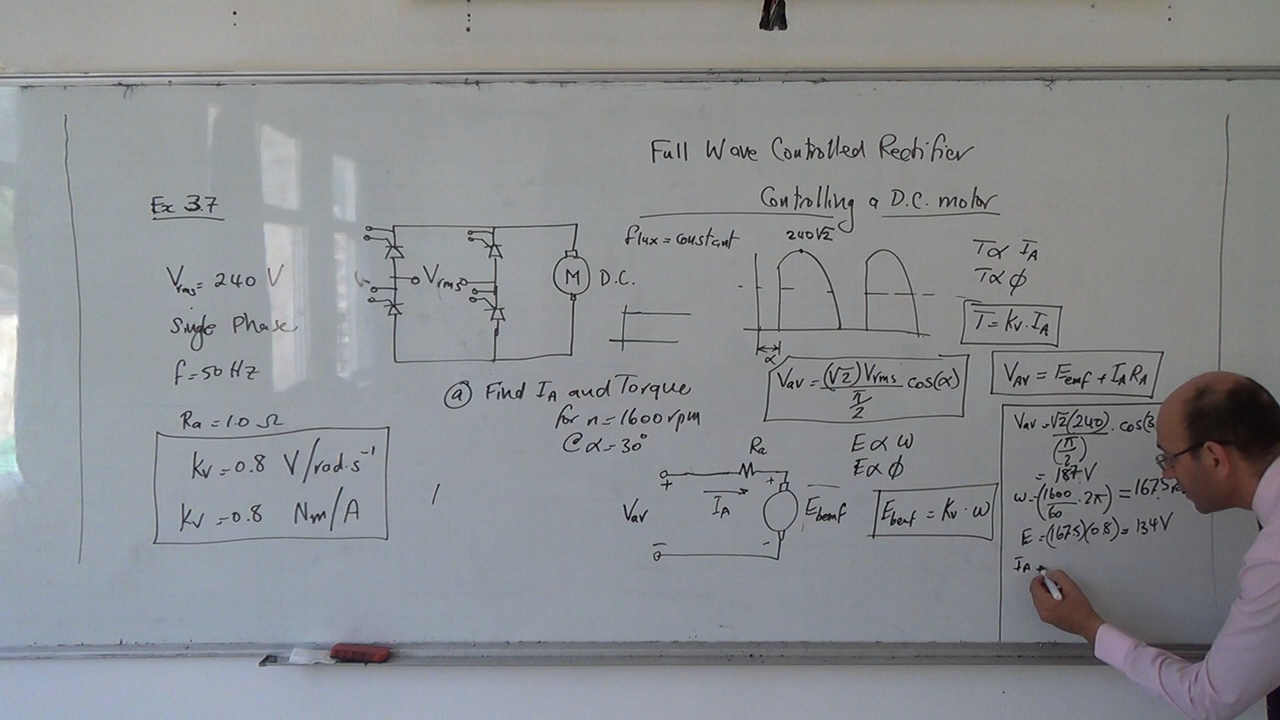 Full Wave Controlled Rectifier
Controlling a D.C. motor
Ex 3.7
Vrms = 240 V
Single Phase
f = 50 Hz
Ra = 1.0 Ω
Kv = 0.8 V/rad·s⁻¹
Kv = 0.8 Nm/A
Vrms
M
D.C.
flux = constant
240√2
α
ⓐ Find IA and Torque
for n = 1600 rpm
@ α = 30°
T ∝ IA
T ∝ φ
T = Kv · IA
Vav = (√2) Vrms / (π/2) cos(α)
VAV = Eemf + IA RA
Ra
+
+
IA
Vav
Ebemf
-
-
E ∝ ω
E ∝ φ
Ebemf = Kv · ω
Vav = √2(240) / (π/2) . cos(3
= 187 V
ω = (1600/60 · 2π) = 167.5
E = (167.5)(0.8) = 134 V
IA =